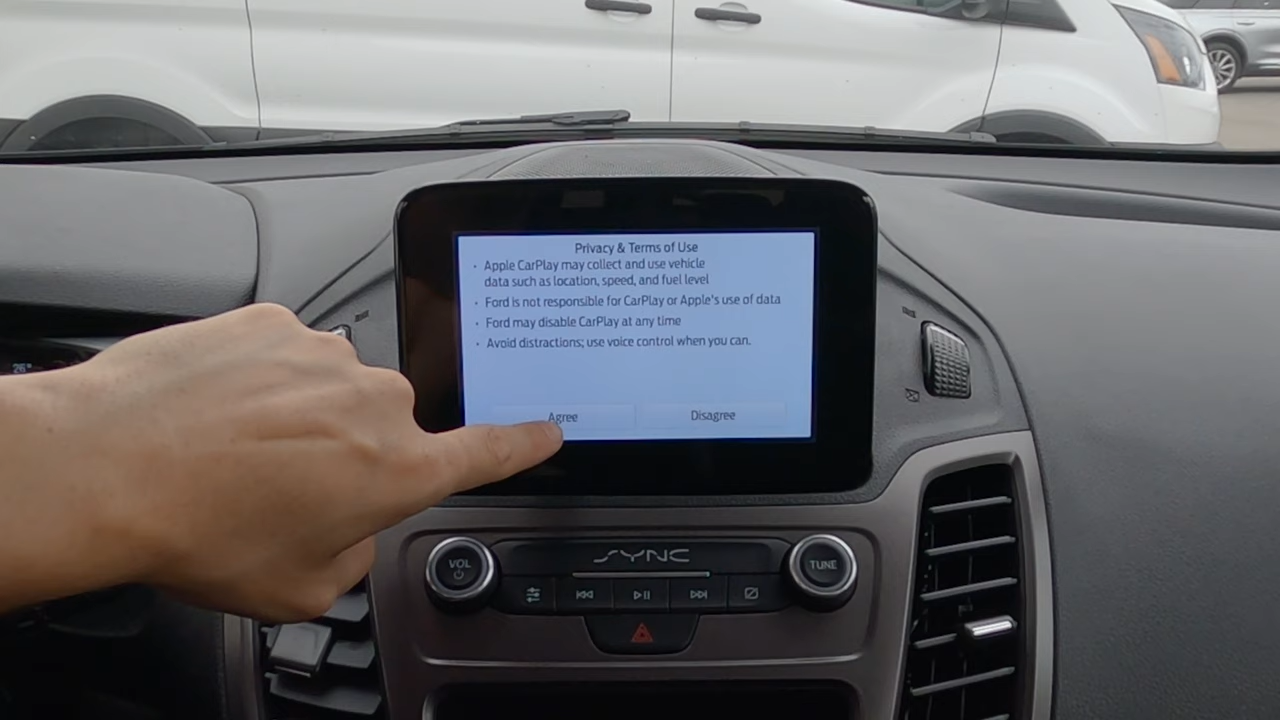 Privacy & Terms of Use
· Apple CarPlay may collect and use vehicle
data such as location, speed, and fuel level
· Ford is not responsible for CarPlay or Apple's use of data
· Ford may disable CarPlay at any time
· Avoid distractions; use voice control when you can.
Agree
Disagree
SYNC
VOL
TUNE